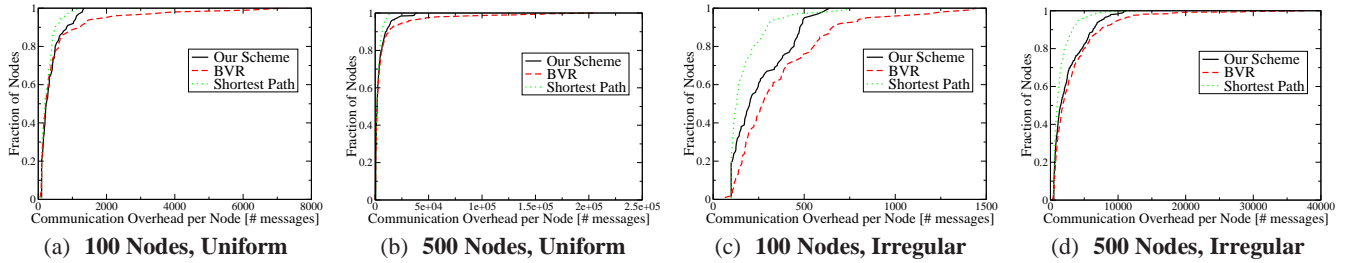 1
0.8
0.6
0.4
0.2
0
Fraction of Nodes
Our Scheme
BVR
Shortest Path
0 2000 4000 6000 8000
Communication Overhead per Node [# messages]
(a) 100 Nodes, Uniform
1
0.8
0.6
0.4
0.2
0
Fraction of Nodes
Our Scheme
BVR
Shortest Path
0 5e+04 1e+05 1.5e+05 2e+05 2.5e+05
Communication Overhead per Node [# messages]
(b) 500 Nodes, Uniform
1
0.8
0.6
0.4
0.2
0
Fraction of Nodes
Our Scheme
BVR
Shortest Path
0 500 1000 1500
Communication Overhead per Node [# messages]
(c) 100 Nodes, Irregular
1
0.8
0.6
0.4
0.2
0
Fraction of Nodes
Our Scheme
BVR
Shortest Path
0 10000 20000 30000 40000
Communication Overhead per Node [# messages]
(d) 500 Nodes, Irregular